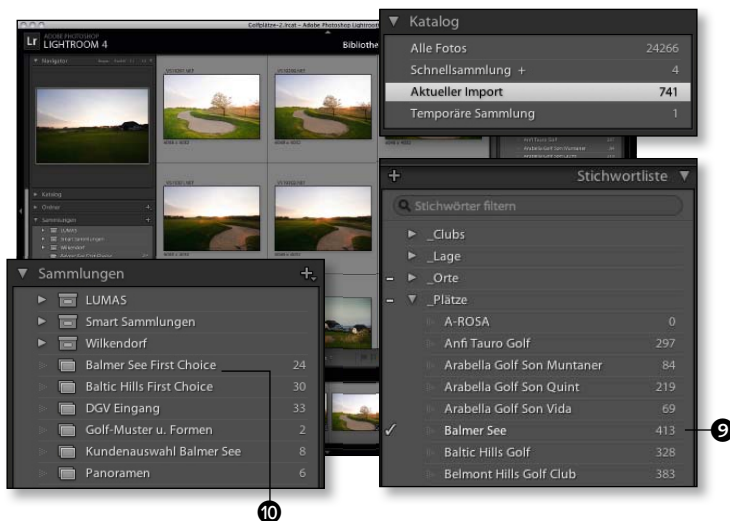 Golfplätze-2.lrcat - Adobe Photoshop Lightroom
Lr ADOBE PHOTOSHOP
LIGHTROOM 4
Bibliothe
▼ Navigator
▶ Katalog
▶ Ordner +
▼ Sammlungen +
▶ LUMAS
▶ Smart Sammlungen
▶ Wilkendorf
▼ Katalog
Alle Fotos 24266
Schnellsammlung + 4
Aktueller Import 741
Temporäre Sammlung 1
+ Stichwortliste ▼
Stichwörter filtern
▶ _Clubs
▶ _Lage
– ▶ _Orte
– ▼ _Plätze
A-ROSA 0
Anfi Tauro Golf 297
Arabella Golf Son Muntaner 84
Arabella Golf Son Quint 219
Arabella Golf Son Vida 69
✓ Balmer See 413
Baltic Hills Golf 328
Belmont Hills Golf Club 383
❾
▼ Sammlungen +
▶ LUMAS
▶ Smart Sammlungen
▶ Wilkendorf
Balmer See First Choice 24
Baltic Hills First Choice 30
DGV Eingang 33
Golf-Muster u. Formen 2
Kundenauswahl Balmer See 8
Panoramen 6
❿